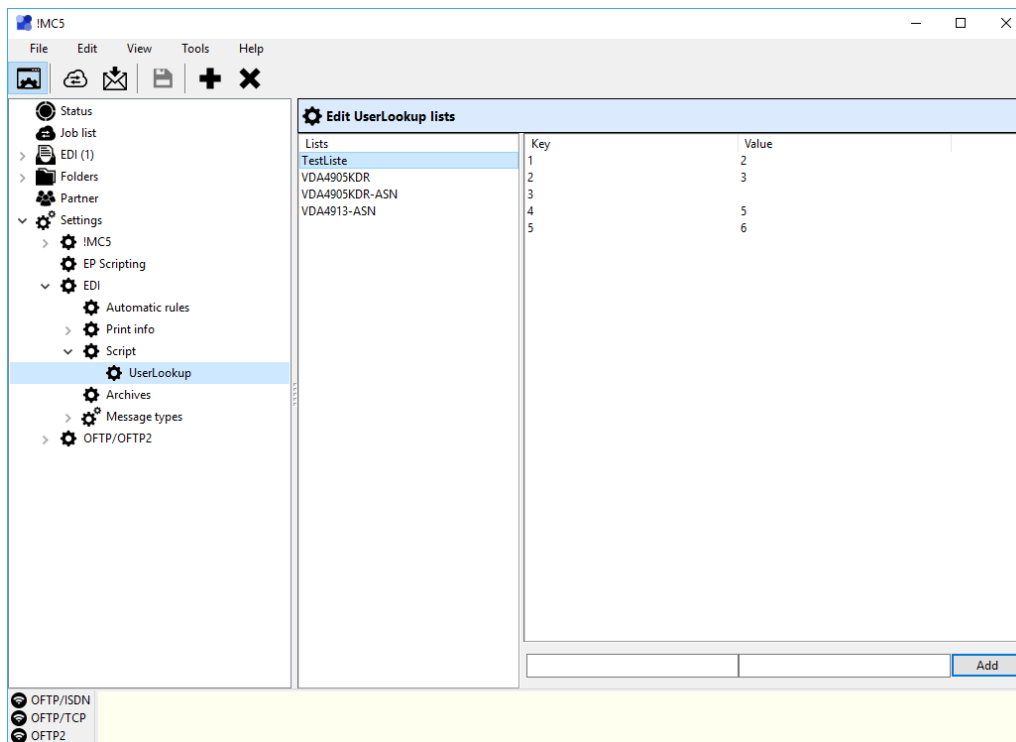 !MC5
File Edit View Tools Help
Status
Job list
EDI (1)
Folders
Partner
Settings
!MC5
EP Scripting
EDI
Automatic rules
Print info
Script
UserLookup
Archives
Message types
OFTP/OFTP2
Edit UserLookup lists
Lists
TestListe
VDA4905KDR
VDA4905KDR-ASN
VDA4913-ASN
Key Value
1 2
2 3
3
4 5
5 6
Add
OFTP/ISDN
OFTP/TCP
OFTP2